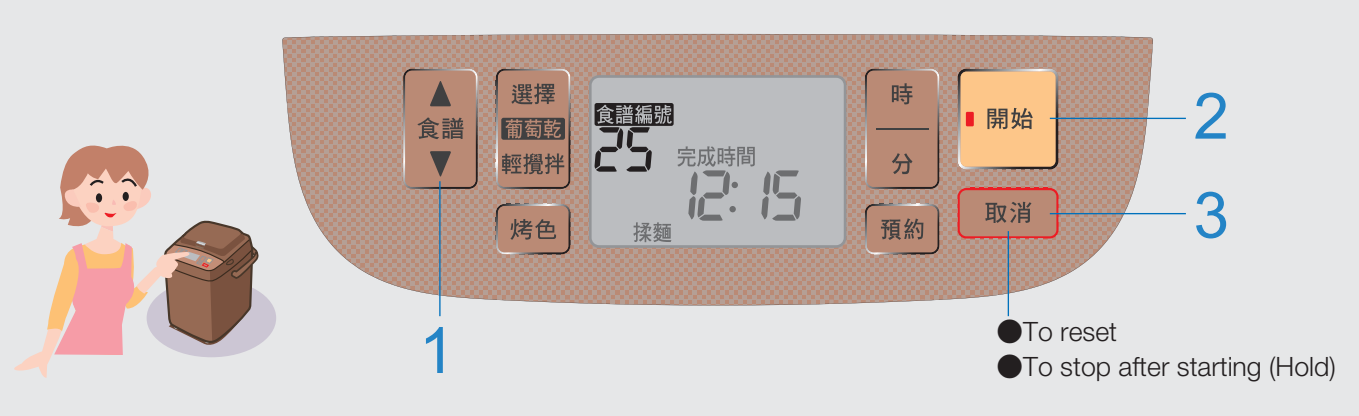 ▲
食譜
▼
選擇
葡萄乾
輕攪拌
烤色
食譜編號
25
完成時間
12:15
揉麵
時
分
預約
開始
取消
1
2
3
●To reset
●To stop after starting (Hold)